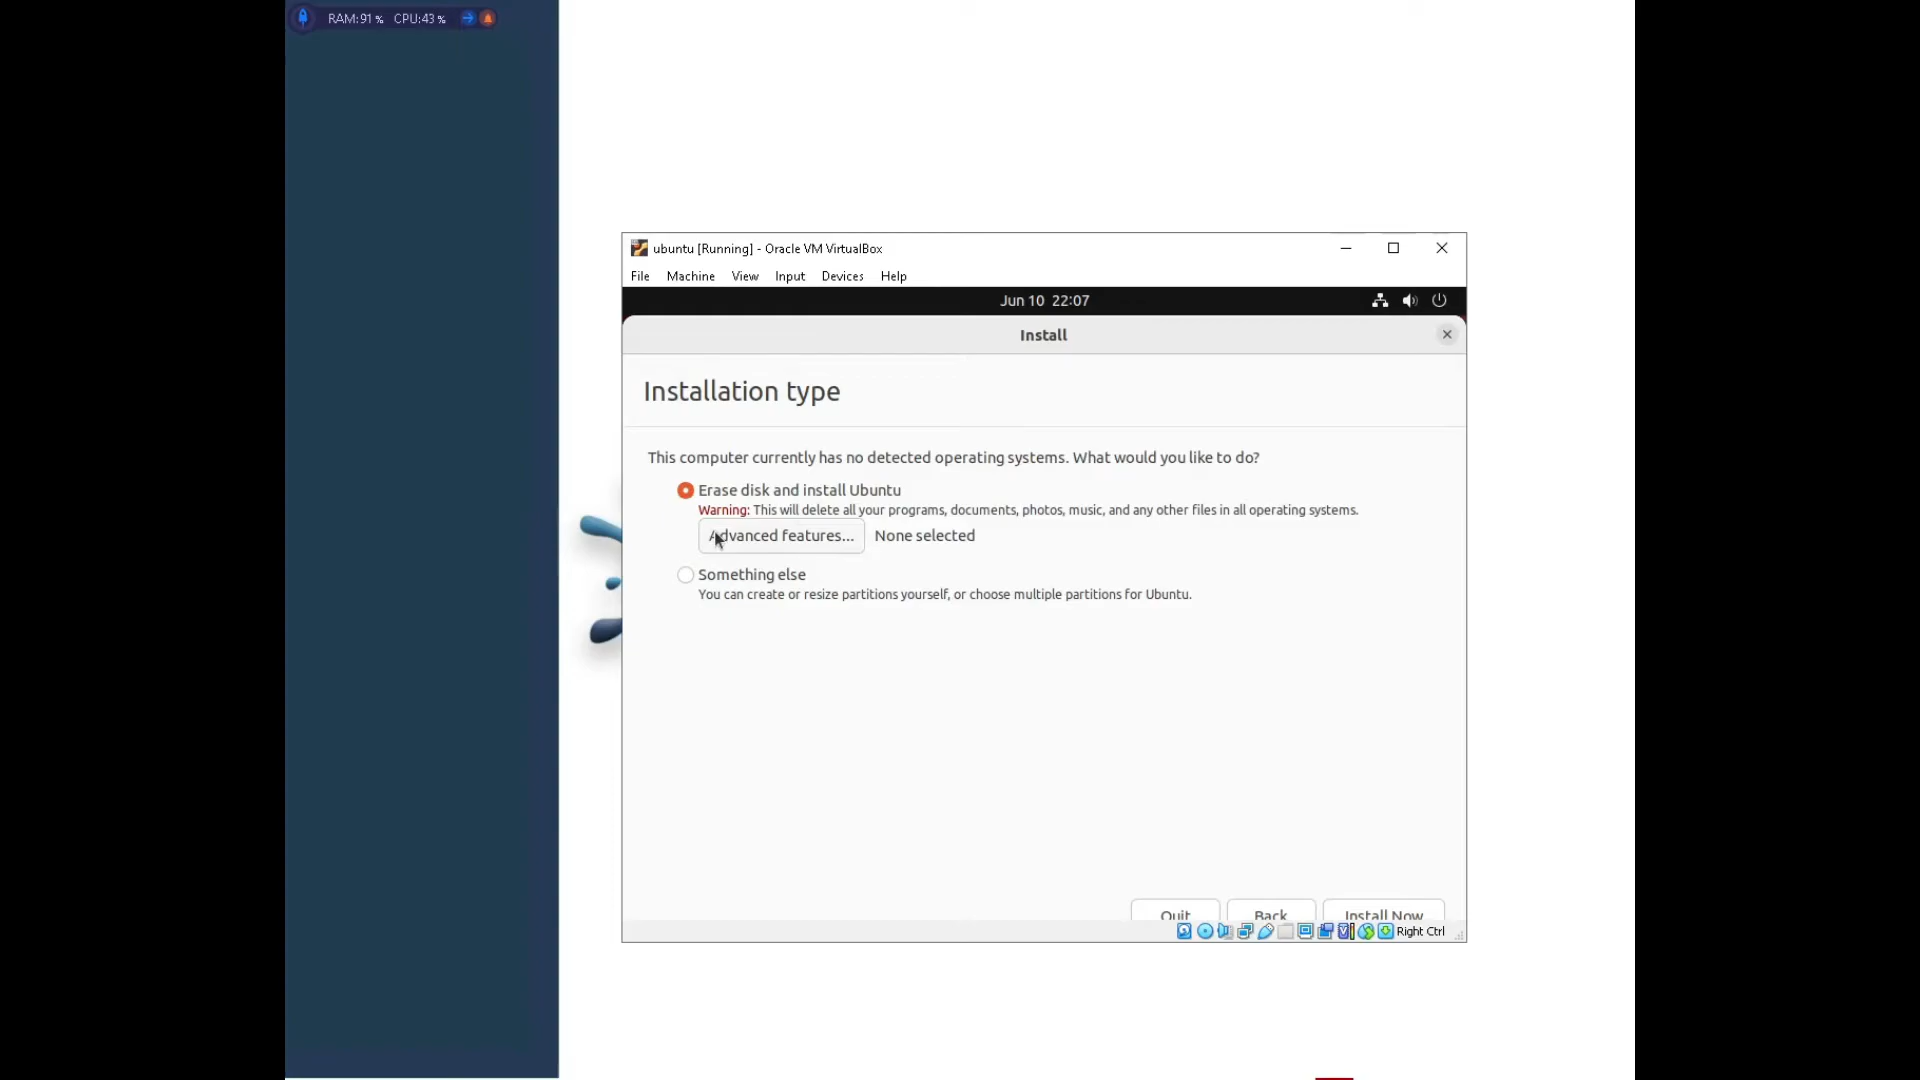 RAM:91% CPU:43%
ubuntu [Running] - Oracle VM VirtualBox
File Machine View Input Devices Help
Jun 10 22:07
Install
Installation type
This computer currently has no detected operating systems. What would you like to do?
Erase disk and install Ubuntu
Warning: This will delete all your programs, documents, photos, music, and any other files in all operating systems.
Advanced features... None selected
Something else
You can create or resize partitions yourself, or choose multiple partitions for Ubuntu.
Quit Back Install Now
Right Ctrl